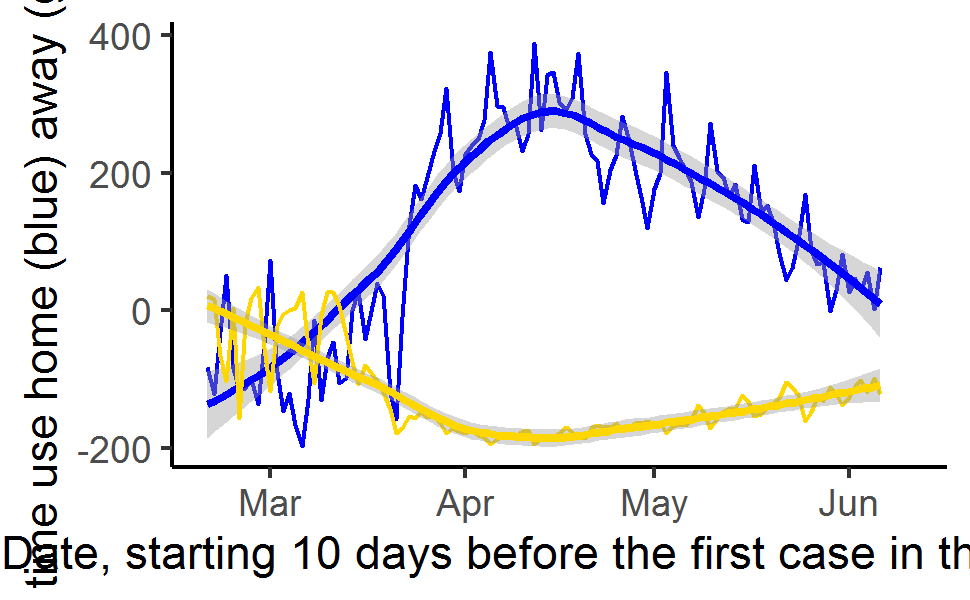 time use home (blue) away (
400
200
0
-200
Mar Apr May Jun
Date, starting 10 days before the first case in th